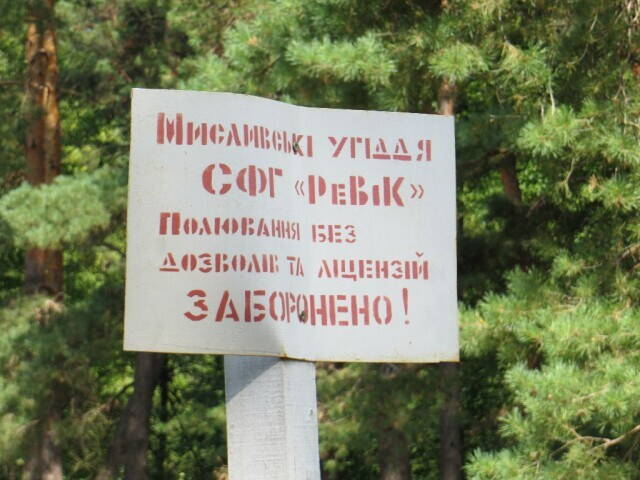 Мисливські угіддя
СФГ «РеВіК»
Полювання без
дозволів та ліцензій
ЗАБОРОНЕНО!